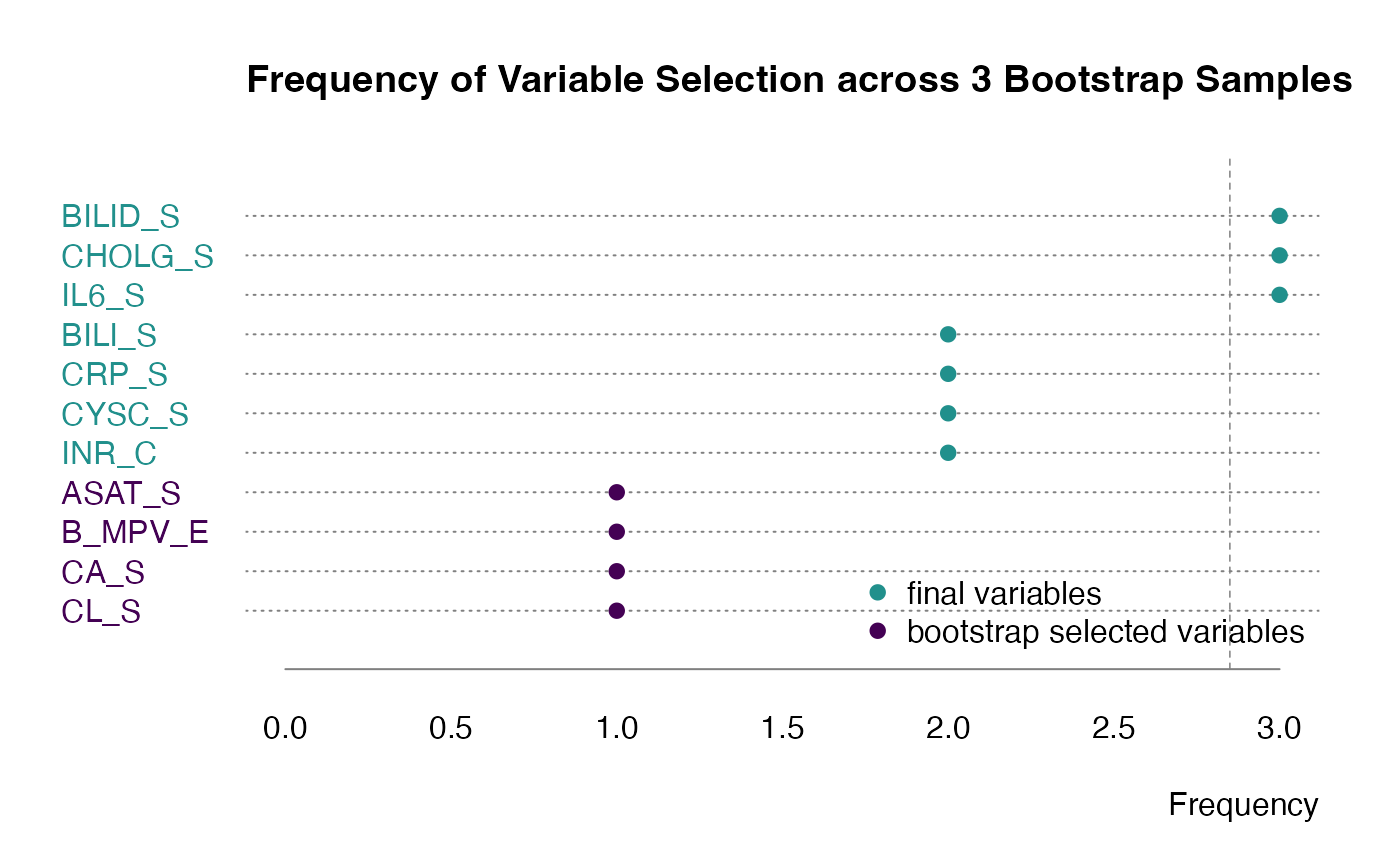 Frequency of Variable Selection across 3 Bootstrap Samples
BILID_S
CHOLG_S
IL6_S
BILI_S
CRP_S
CYSC_S
INR_C
ASAT_S
B_MPV_E
CA_S
CL_S
final variables
bootstrap selected variables
0.0 0.5 1.0 1.5 2.0 2.5 3.0
Frequency